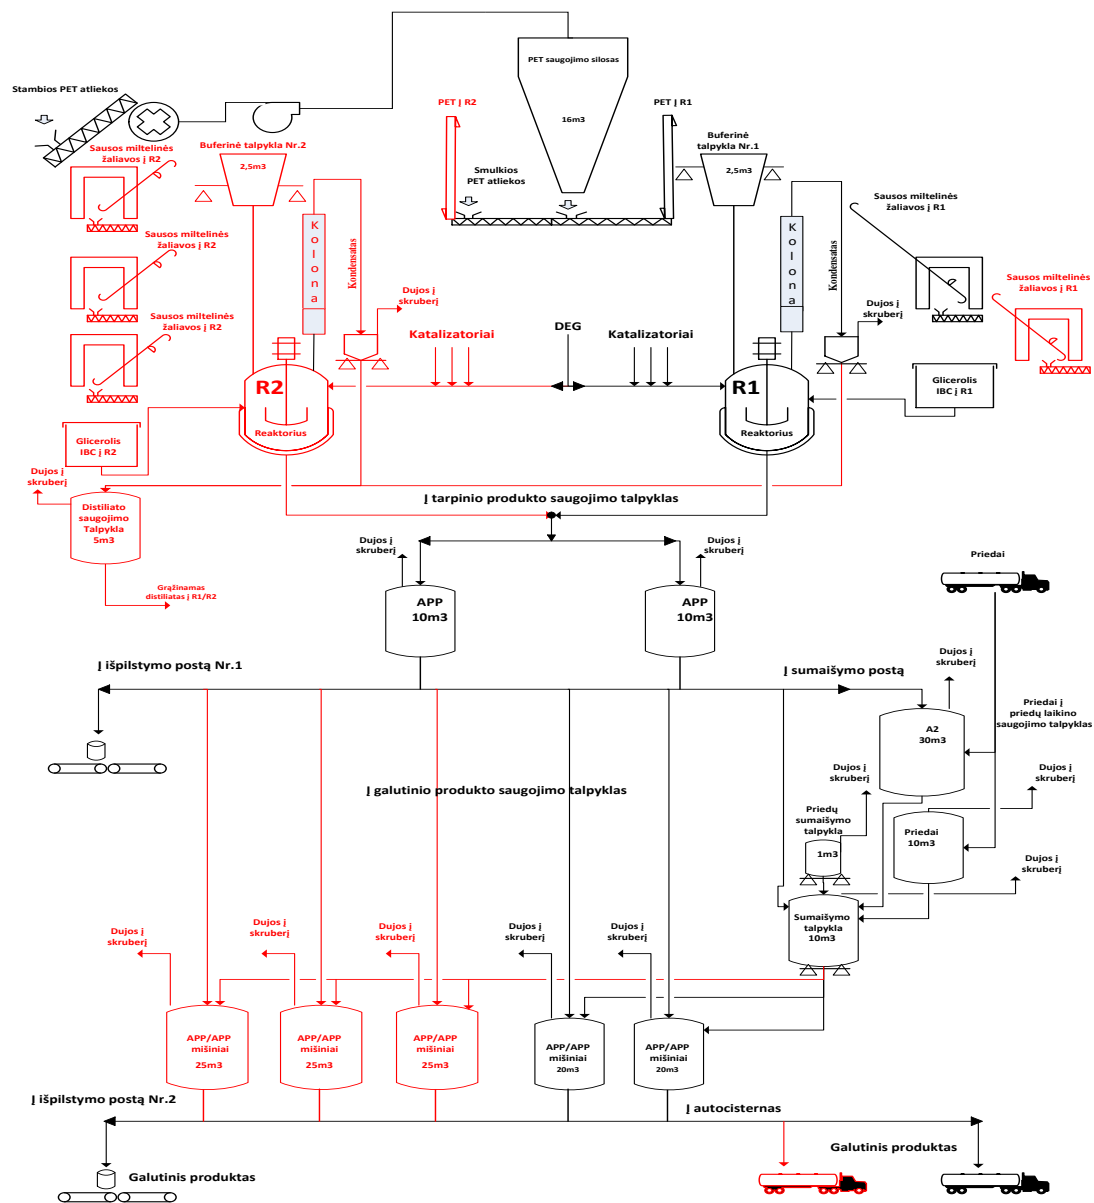 PET saugojimo silosas
16m3
Stambios PET atliekos
PET Į R2
PET Į R1
Buferinė talpykla Nr.2
2,5m3
Buferinė
talpykla Nr.1
2,5m3
Smulkios
PET atliekos
Sausos miltelinės
žaliavos į R2
Sausos miltelinės
žaliavos į R2
Sausos miltelinės
žaliavos į R2
Sausos miltelinės
žaliavos į R1
Sausos miltelinės
žaliavos į R1
Kolona
Kondensatas
Kolona
Kondensatas
Dujos į
skruberį
Dujos į
skruberį
Katalizatoriai
DEG
Katalizatoriai
R2
Reaktorius
R1
Reaktorius
Glicerolis
IBC į R1
Glicerolis
IBC į R2
Dujos į
skruberį
Distiliato
saugojimo
Talpykla
5m3
Grąžinamas
distiliatas į R1/R2
Į tarpinio produkto saugojimo talpyklas
Dujos į
skruberį
Dujos į
skruberį
APP
10m3
APP
10m3
Priedai
Į išpilstymo postą Nr.1
Į sumaišymo postą
Dujos į
skruberį
Priedai į
priedų laikino
saugojimo talpyklas
A2
30m3
Į galutinio produkto saugojimo talpyklas
Dujos į
skruberį
Dujos į
skruberį
Priedų
sumaišymo
talpykla
1m3
Priedai
10m3
Dujos į
skruberį
Sumaišymo
talpykla
10m3
Dujos į
skruberį
Dujos į
skruberį
Dujos į
skruberį
Dujos į
skruberį
Dujos į
skruberį
APP/APP
mišiniai
25m3
APP/APP
mišiniai
25m3
APP/APP
mišiniai
25m3
APP/APP
mišiniai
20m3
APP/APP
mišiniai
20m3
Į išpilstymo postą Nr.2
Į autocisternas
Galutinis produktas
Galutinis produktas